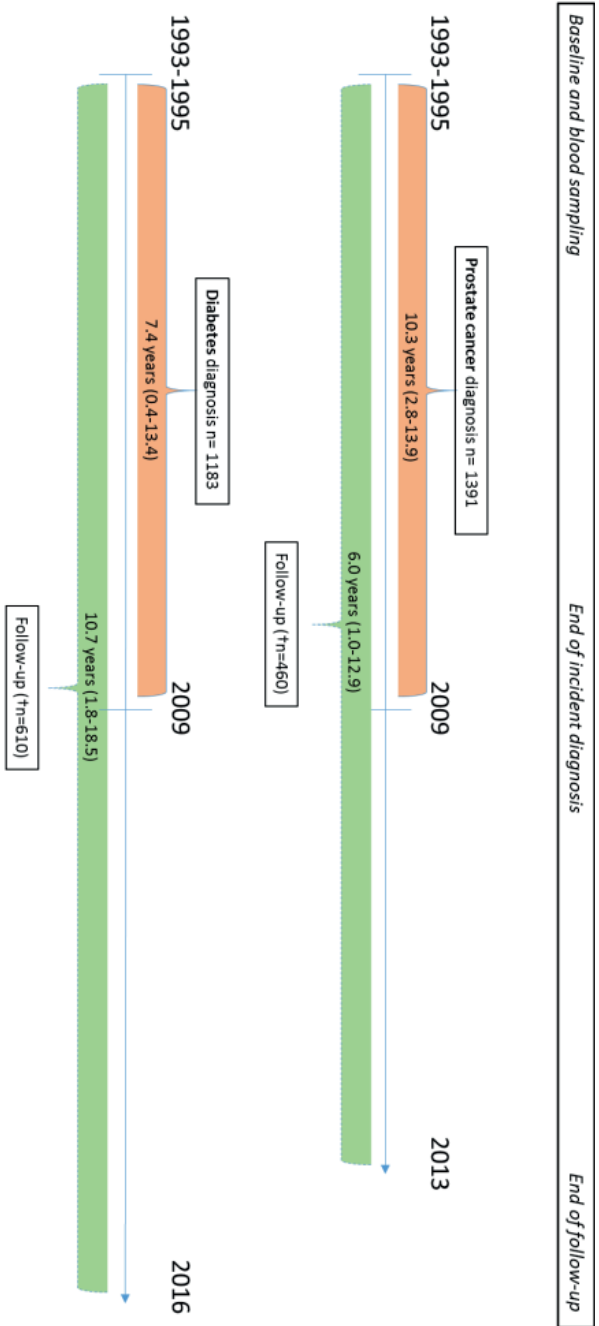 Baseline and blood sampling
End of incident diagnosis
End of follow-up
Prostate cancer diagnosis n= 1391
1993-1995
2009
2013
10.3 years (2.8-13.9)
6.0 years (1.0-12.9)
Follow-up (†n=460)
Diabetes diagnosis n= 1183
1993-1995
2009
2016
7.4 years (0.4-13.4)
10.7 years (1.8-18.5)
Follow-up (†n=610)